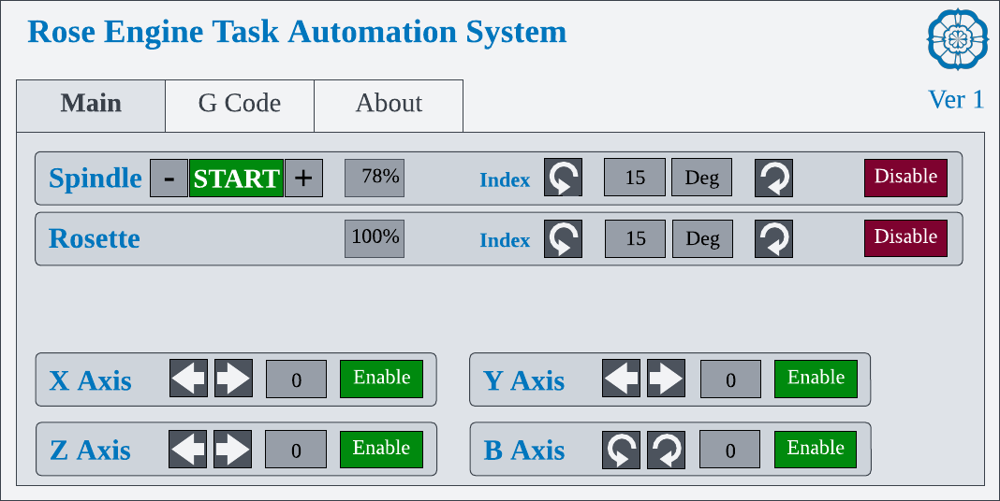 Rose Engine Task Automation System
Ver 1
Main G Code About
Spindle - START + 78% Index 15 Deg Disable
Rosette 100% Index 15 Deg Disable
X Axis 0 Enable Y Axis 0 Enable
Z Axis 0 Enable B Axis 0 Enable